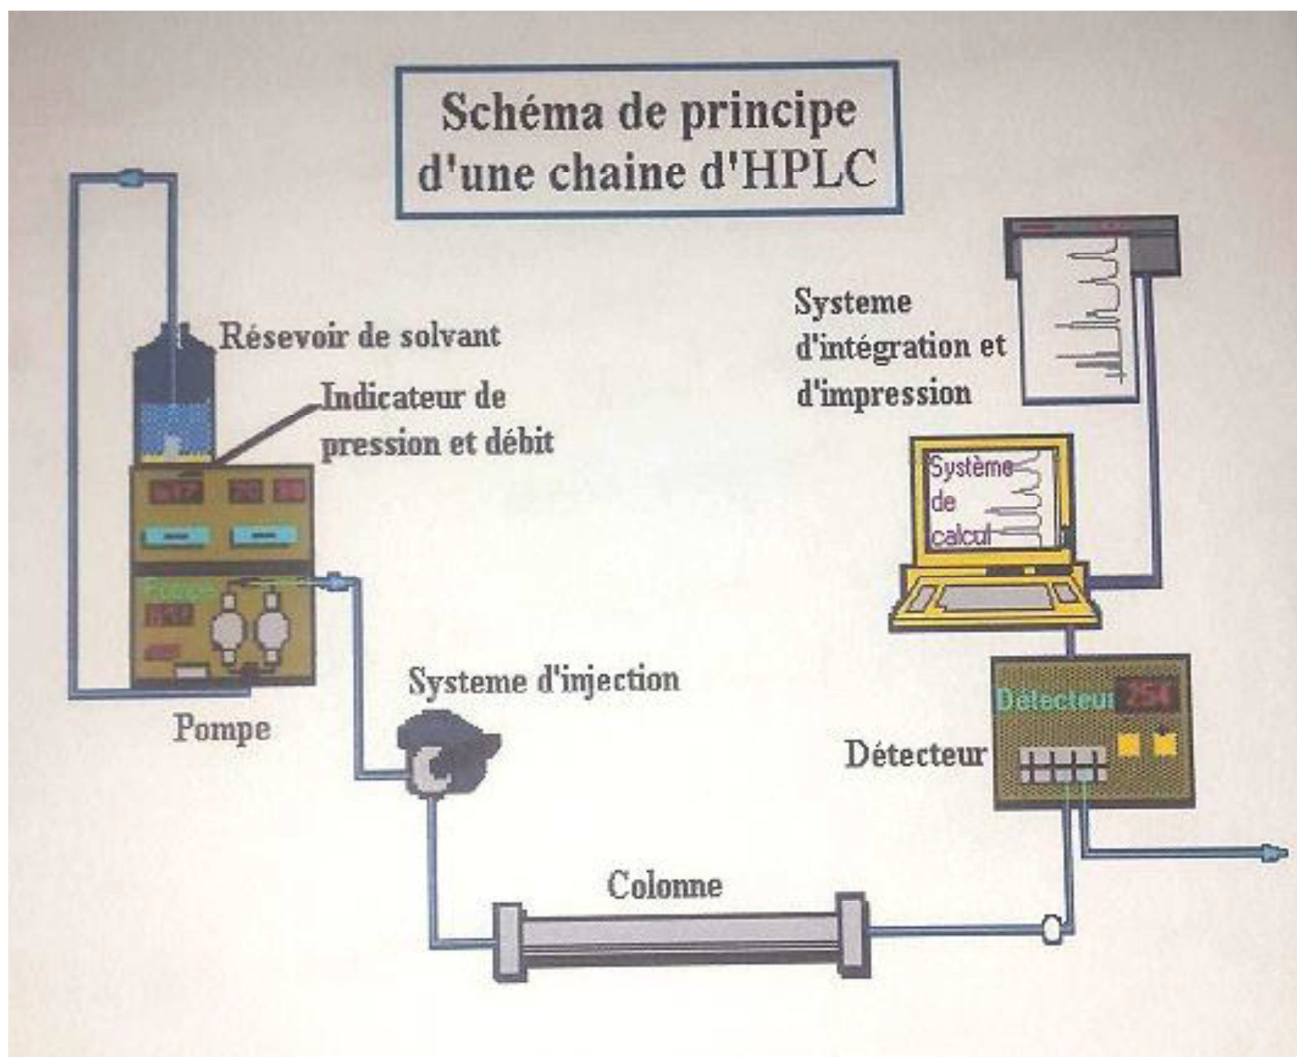 Schéma de principe
d'une chaine d'HPLC
Résevoir de solvant
Indicateur de
pression et débit
Pompe
Systeme d'injection
Colonne
Systeme
d'intégration et
d'impression
Système
de
calcul
Détecteur
254
Détecteur